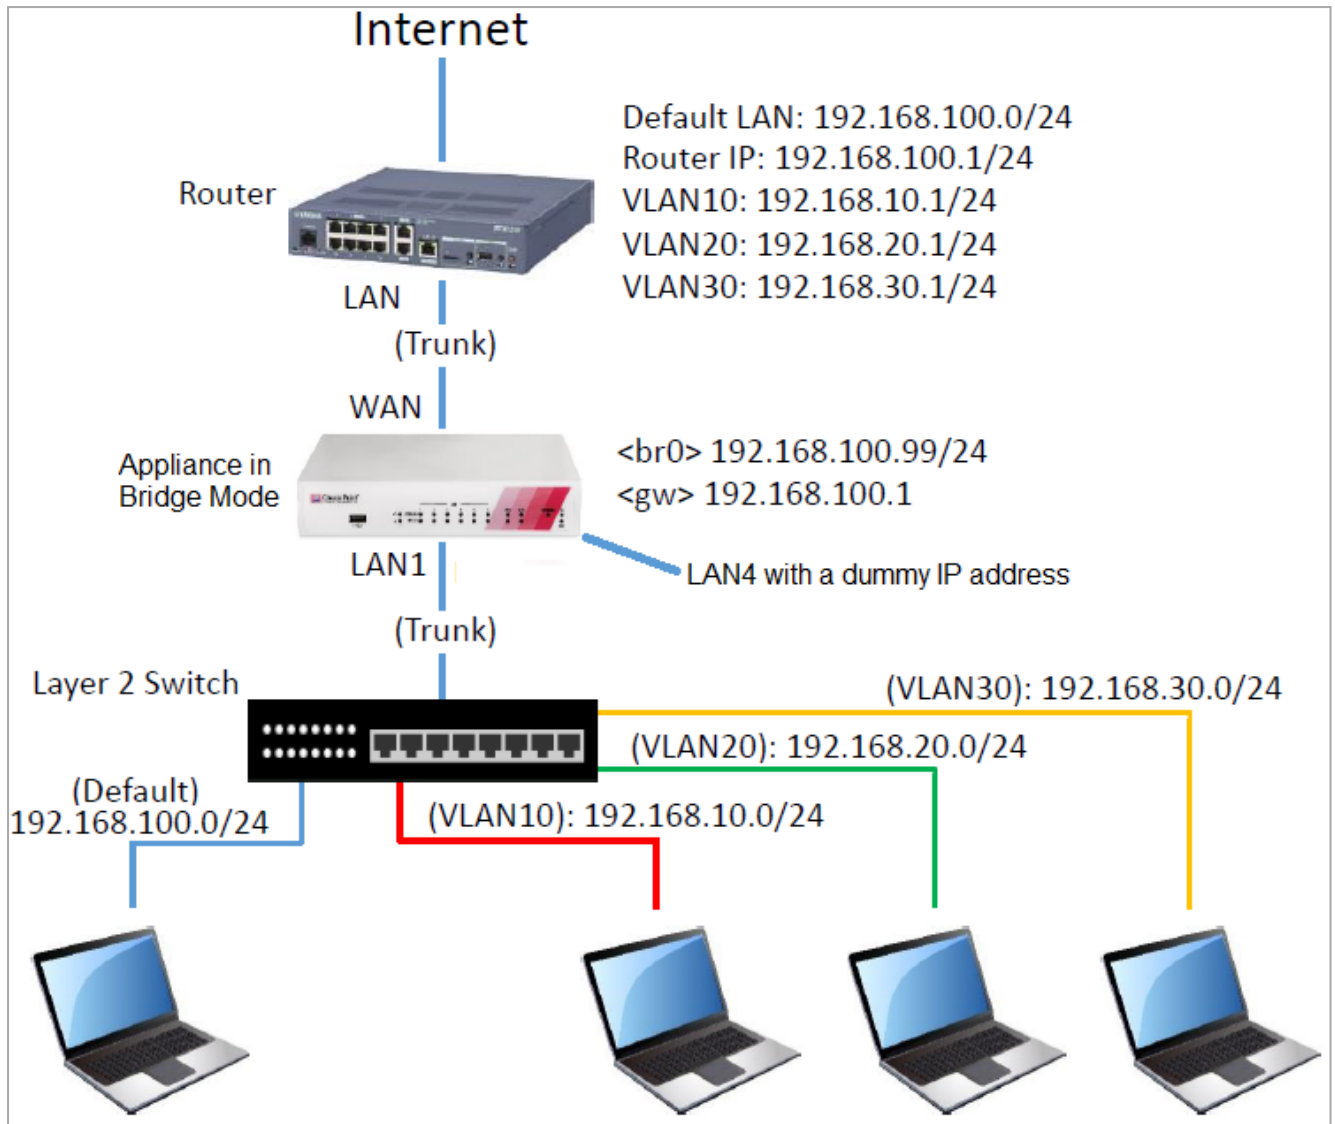 Internet
Default LAN: 192.168.100.0/24
Router IP: 192.168.100.1/24
Router
VLAN10: 192.168.10.1/24
VLAN20: 192.168.20.1/24
VLAN30: 192.168.30.1/24
LAN
(Trunk)
WAN
<br0> 192.168.100.99/24
Appliance in
Bridge Mode
<gw> 192.168.100.1
Check Point
LAN1
LAN4 with a dummy IP address
(Trunk)
Layer 2 Switch
(VLAN30): 192.168.30.0/24
(VLAN20): 192.168.20.0/24
(Default)
192.168.100.0/24
(VLAN10): 192.168.10.0/24